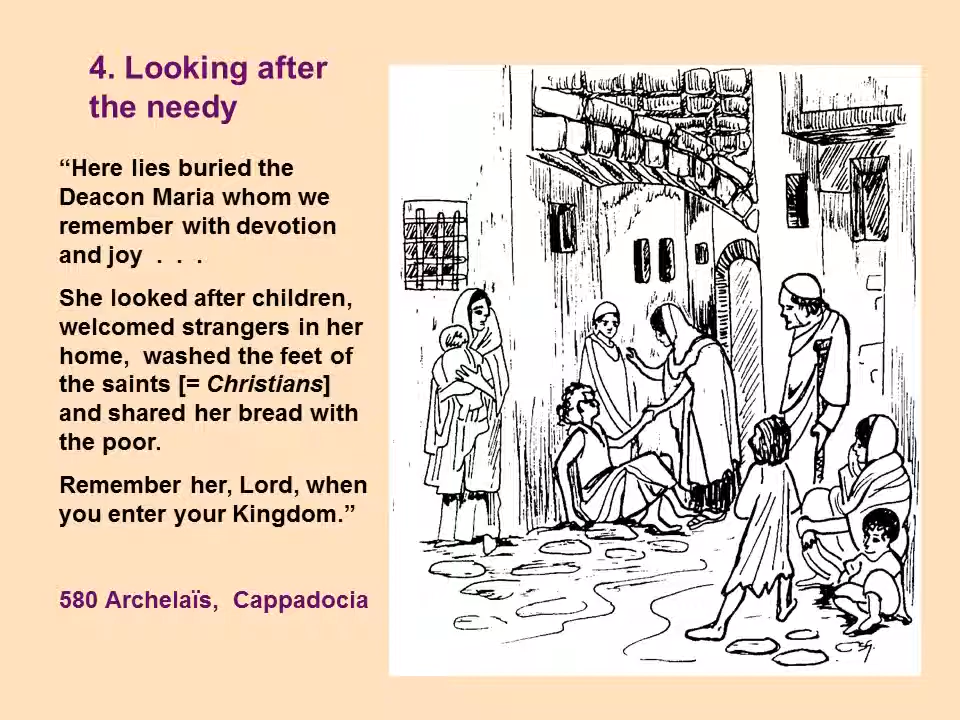 4. Looking after
the needy
“Here lies buried the
Deacon Maria whom we
remember with devotion
and joy . . .
She looked after children,
welcomed strangers in her
home, washed the feet of
the saints [= Christians]
and shared her bread with
the poor.
Remember her, Lord, when
you enter your Kingdom.”
580 Archelaïs, Cappadocia